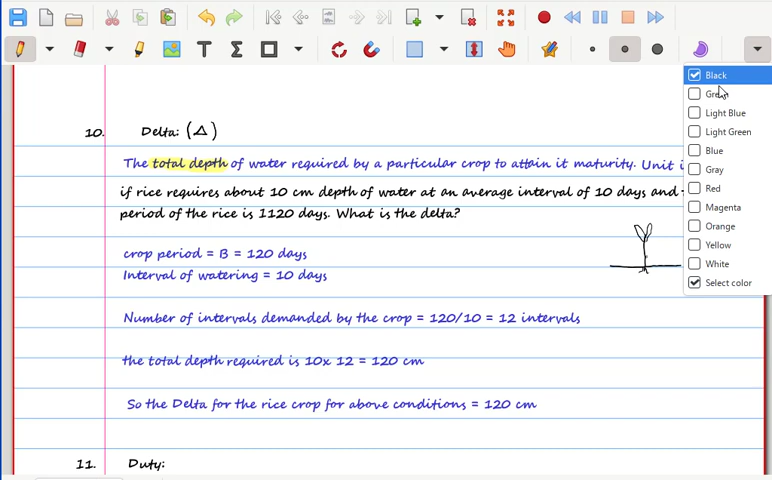 Black
Green
Light Blue
Light Green
Blue
Gray
Red
Magenta
Orange
Yellow
White
Select color
10. Delta: (Δ)
The total depth of water required by a particular crop to attain it maturity. Unit i
if rice requires about 10 cm depth of water at an average interval of 10 days and
period of the rice is 1120 days. What is the delta?
crop period = B = 120 days
Interval of watering = 10 days
Number of intervals demanded by the crop = 120/10 = 12 intervals
the total depth required is 10x 12 = 120 cm
So the Delta for the rice crop for above conditions = 120 cm
11. Duty: